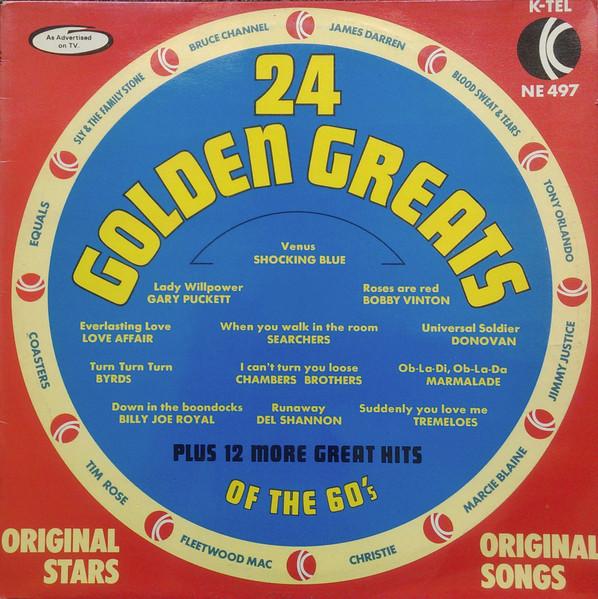 As Advertised
on TV.
K-TEL
NE 497
BRUCE CHANNEL
JAMES DARREN
BLOOD SWEAT & TEARS
TONY ORLANDO
JIMMY JUSTICE
MARCIE BLAINE
CHRISTIE
FLEETWOOD MAC
TIM ROSE
COASTERS
EQUALS
SLY & THE FAMILY STONE
24
GOLDEN GREATS
Venus
SHOCKING BLUE
Lady Willpower
GARY PUCKETT
Roses are red
BOBBY VINTON
Everlasting Love
LOVE AFFAIR
When you walk in the room
SEARCHERS
Universal Soldier
DONOVAN
Turn Turn Turn
BYRDS
I can't turn you loose
CHAMBERS BROTHERS
Ob-La-Di, Ob-La-Da
MARMALADE
Down in the boondocks
BILLY JOE ROYAL
Runaway
DEL SHANNON
Suddenly you love me
TREMELOES
PLUS 12 MORE GREAT HITS
OF THE 60's
ORIGINAL
STARS
ORIGINAL
SONGS